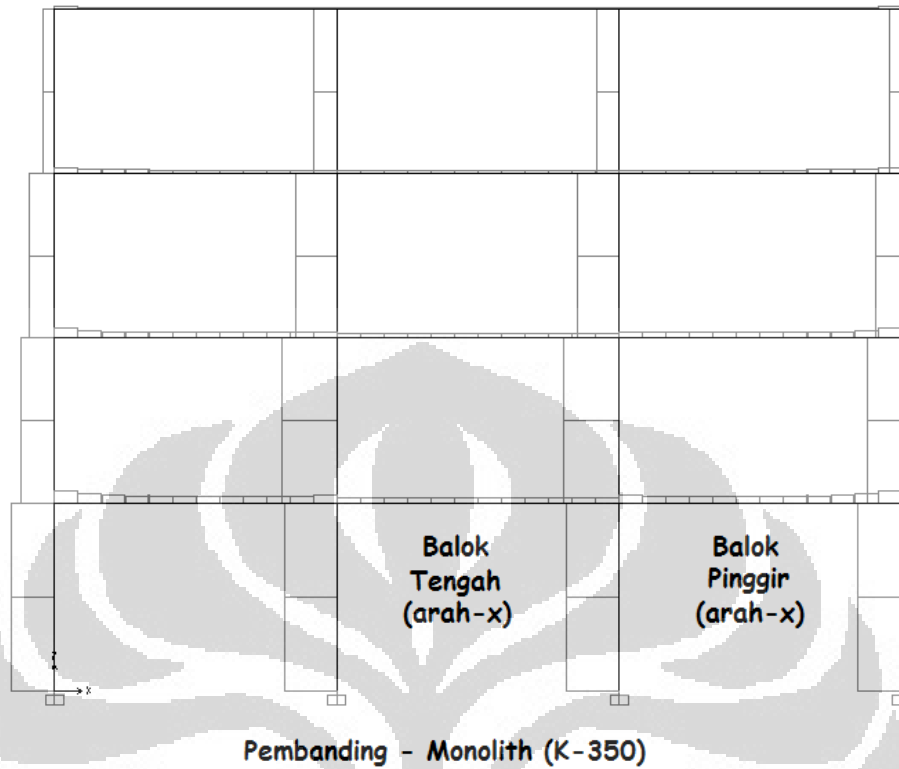 Balok
Tengah
(arah-x)
Balok
Pinggir
(arah-x)
X
Pembanding - Monolith (K-350)